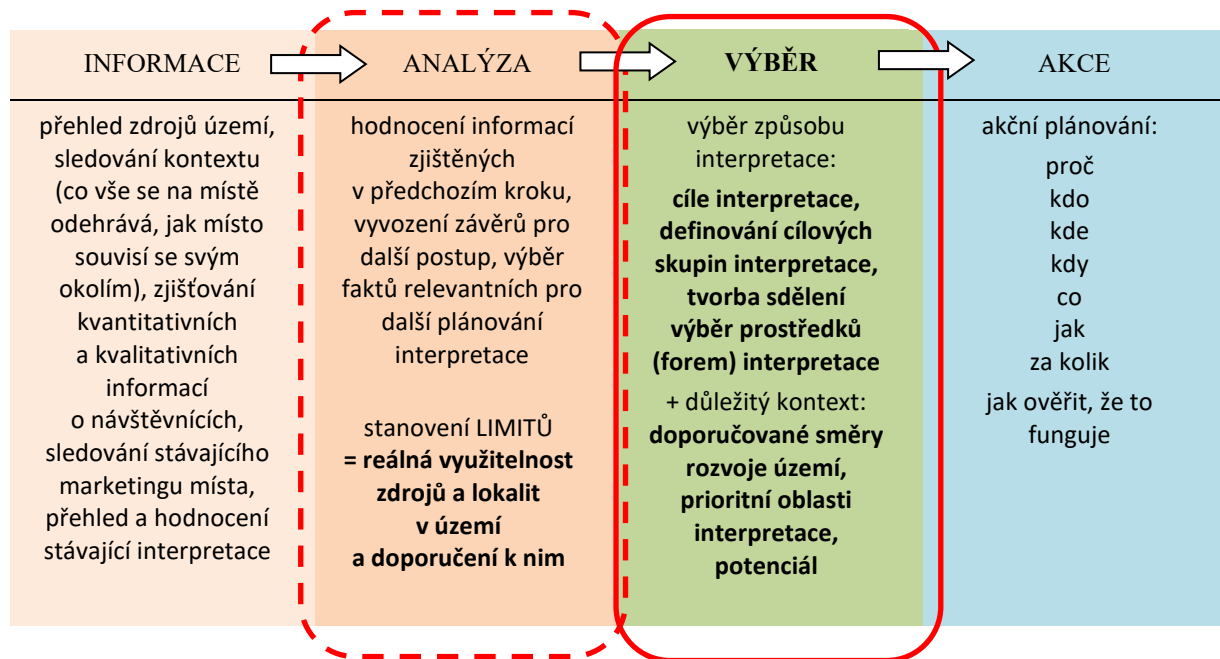 INFORMACE
ANALÝZA
VÝBĚR
AKCE
přehled zdrojů území,
sledování kontextu
(co vše se na místě
odehrává, jak místo
souvisí se svým
okolím), zjišťování
kvantitativních
a kvalitativních
informací
o návštěvnících,
sledování stávajícího
marketingu místa,
přehled a hodnocení
stávající interpretace
hodnocení informací
zjištěných
v předchozím kroku,
vyvození závěrů pro
další postup, výběr
faktů relevantních pro
další plánování
interpretace
stanovení LIMITŮ
= reálná využitelnost
zdrojů a lokalit
v území
a doporučení k nim
výběr způsobu
interpretace:
cíle interpretace,
definování cílových
skupin interpretace,
tvorba sdělení
výběr prostředků
(forem) interpretace
+ důležitý kontext:
doporučované směry
rozvoje území,
prioritní oblasti
interpretace,
potenciál
akční plánování:
proč
kdo
kde
kdy
co
jak
za kolik
jak ověřit, že to
funguje